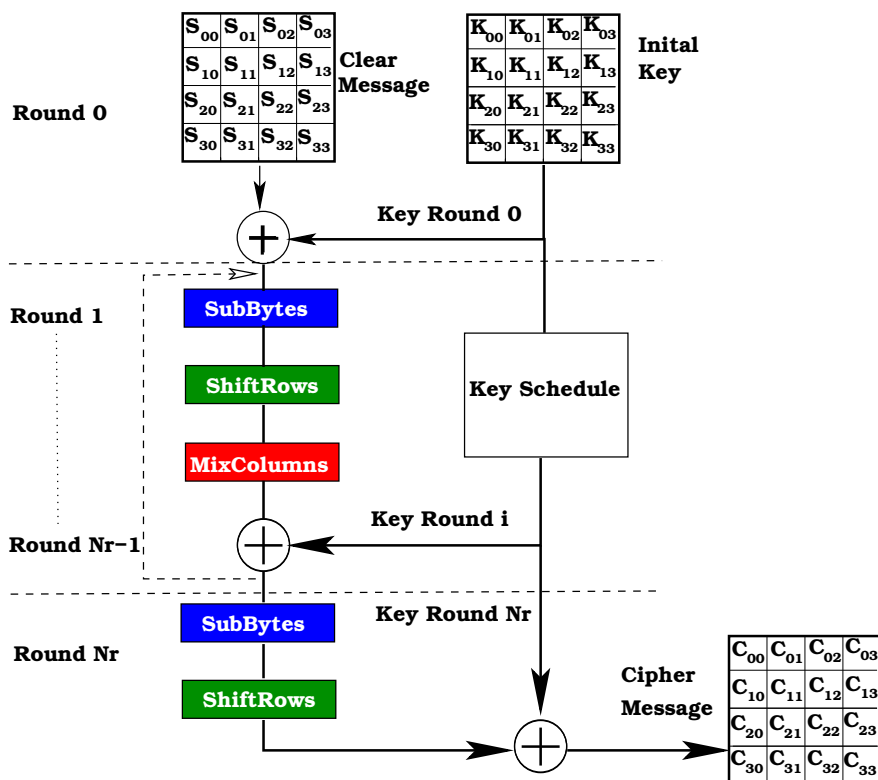 S00 S01 S02 S03
S10 S11 S12 S13
S20 S21 S22 S23
S30 S31 S32 S33
Clear
Message
K00 K01 K02 K03
K10 K11 K12 K13
K20 K21 K22 K23
K30 K31 K32 K33
Inital
Key
Round 0
Key Round 0
Round 1
SubBytes
ShiftRows
Key Schedule
MixColumns
Key Round i
Round Nr−1
Key Round Nr
SubBytes
Round Nr
ShiftRows
Cipher
Message
C00 C01 C02 C03
C10 C11 C12 C13
C20 C21 C22 C23
C30 C31 C32 C33